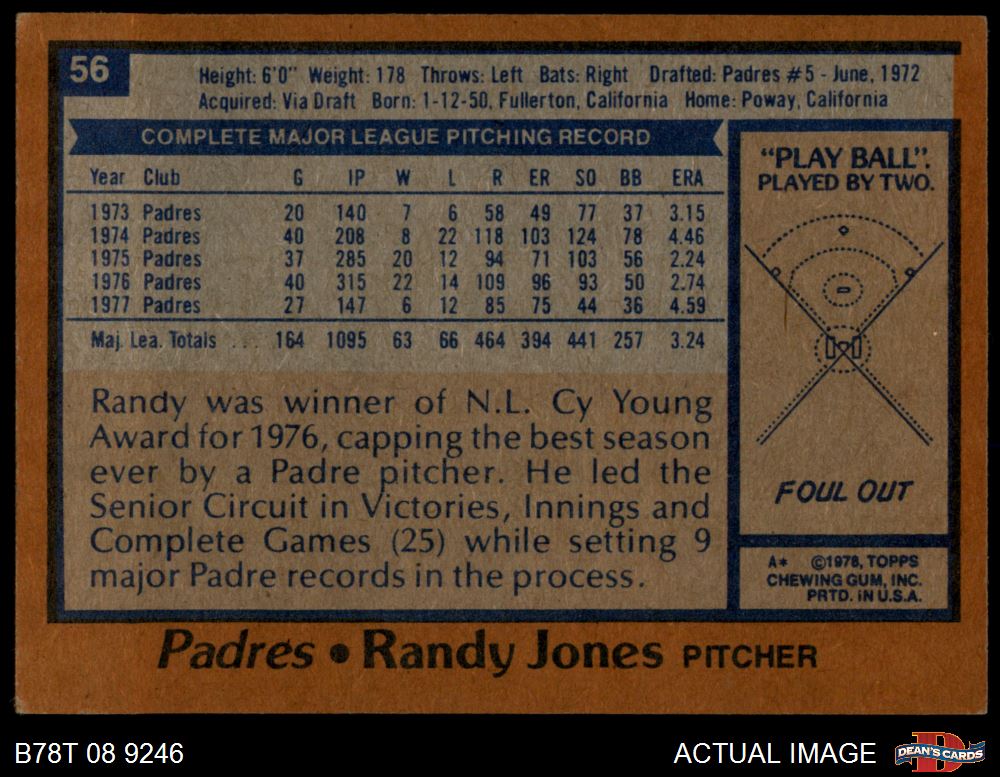 56
Height: 6'0" Weight: 178 Throws: Left Bats: Right Drafted: Padres #5 - June, 1972
Acquired: Via Draft Born: 1-12-50, Fullerton, California Home: Poway, California
COMPLETE MAJOR LEAGUE PITCHING RECORD
Year Club G IP W L R ER SO BB ERA
1973 Padres 20 140 7 6 58 49 77 37 3.15
1974 Padres 40 208 8 22 118 103 124 78 4.46
1975 Padres 37 285 20 12 94 71 103 56 2.24
1976 Padres 40 315 22 14 109 96 93 50 2.74
1977 Padres 27 147 6 12 85 75 44 36 4.59
Maj. Lea. Totals ... 164 1095 63 66 464 394 441 257 3.24
Randy was winner of N.L. Cy Young
Award for 1976, capping the best season
ever by a Padre pitcher. He led the
Senior Circuit in Victories, Innings and
Complete Games (25) while setting 9
major Padre records in the process.
"PLAY BALL".
PLAYED BY TWO.
FOUL OUT
A* ©1978, TOPPS
CHEWING GUM, INC.
PRTD. IN U.S.A.
Padres • Randy Jones PITCHER
B78T 08 9246
ACTUAL IMAGE
D
DEAN'S CARDS